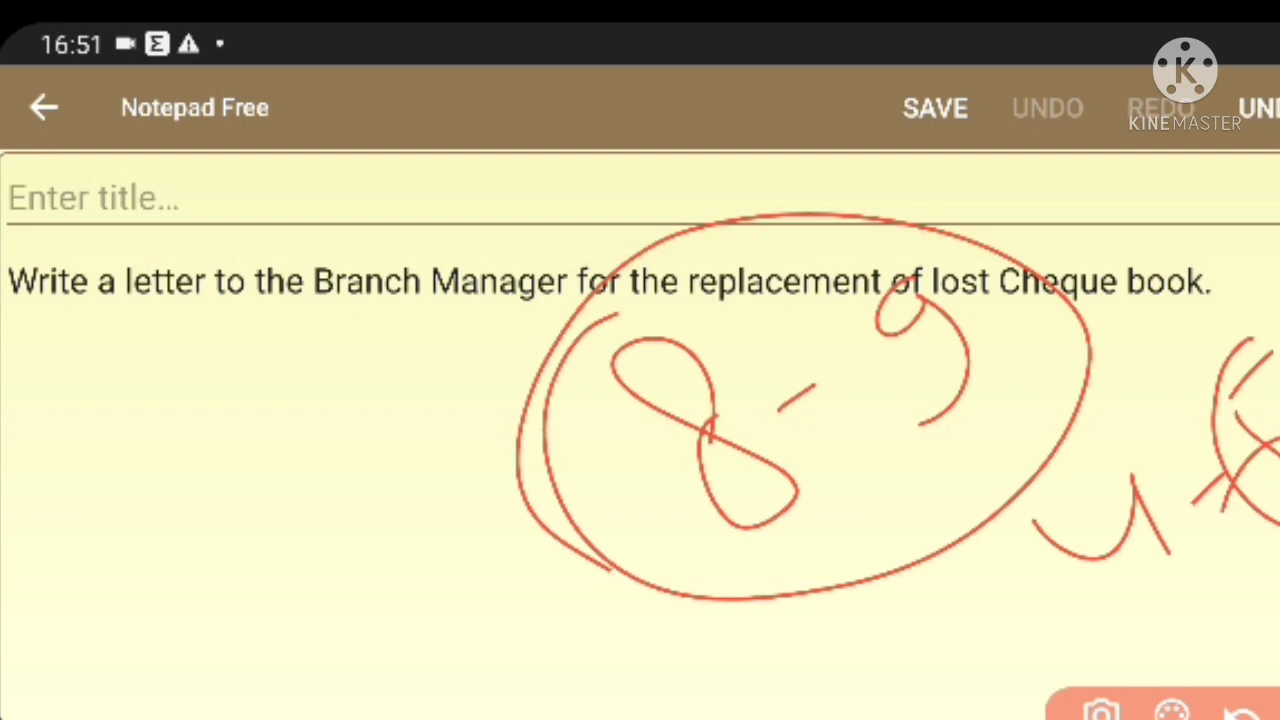 16:51
Notepad Free SAVE UNDO REDO
KINEMASTER
Enter title...
Write a letter to the Branch Manager for the replacement of lost Cheque book.
8-9